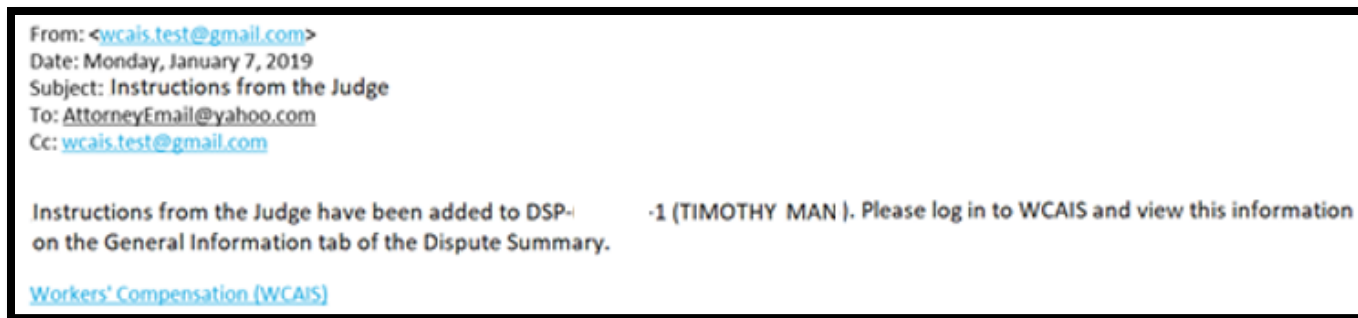 From: <wcais.test@gmail.com>
Date: Monday, January 7, 2019
Subject: Instructions from the Judge
To: AttorneyEmail@yahoo.com
Cc: wcais.test@gmail.com
Instructions from the Judge have been added to DSP- -1 (TIMOTHY MAN ). Please log in to WCAIS and view this information
on the General Information tab of the Dispute Summary.
Workers' Compensation (WCAIS)